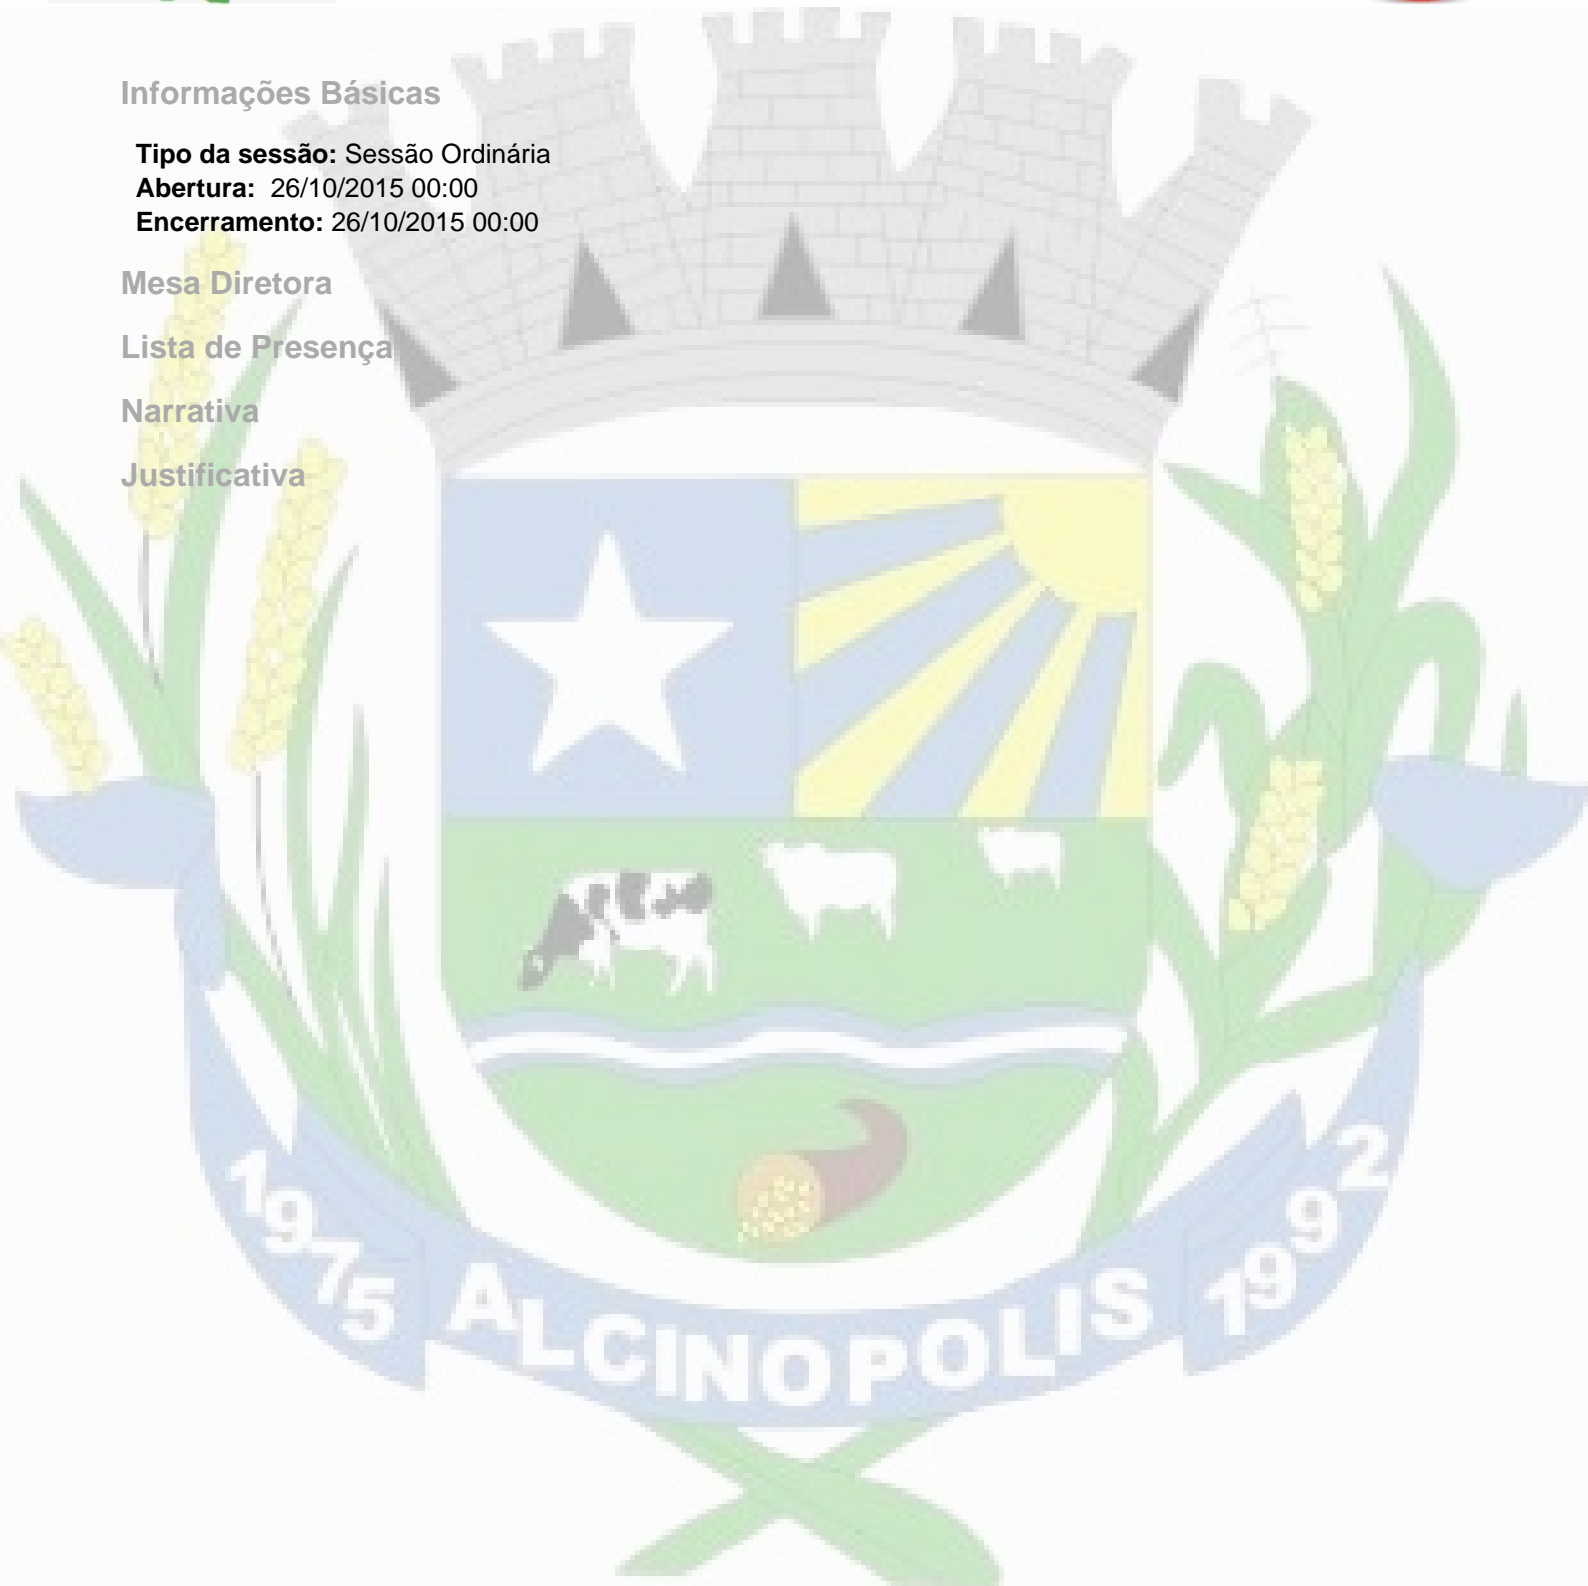 Informações Básicas
Tipo da sessão: Sessão Ordinária
Abertura: 26/10/2015 00:00
Encerramento: 26/10/2015 00:00
Mesa Diretora
Lista de Presença
Narrativa
Justificativa
1975 ALCINOPOLIS 1992